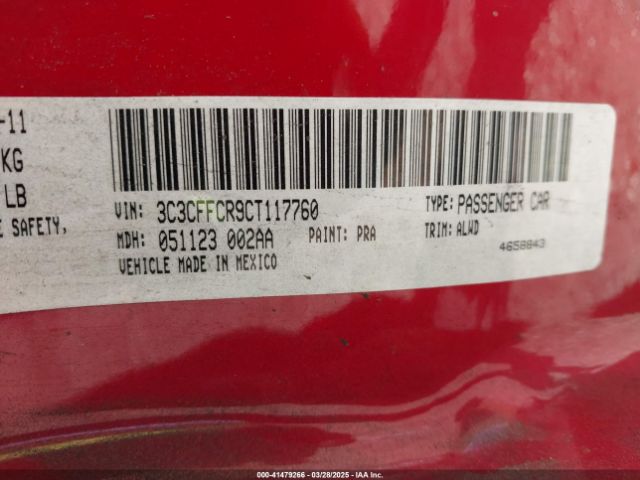 -11
KG
LB
E SAFETY,
VIN: 3C3CFFCR9CT117760
TYPE: PASSENGER CAR
MDH: 051123 002AA
PAINT: PRA
TRIM: ALWD
VEHICLE MADE IN MEXICO
4658843
000-41479266 | 03/28/2025 | IAA Inc.